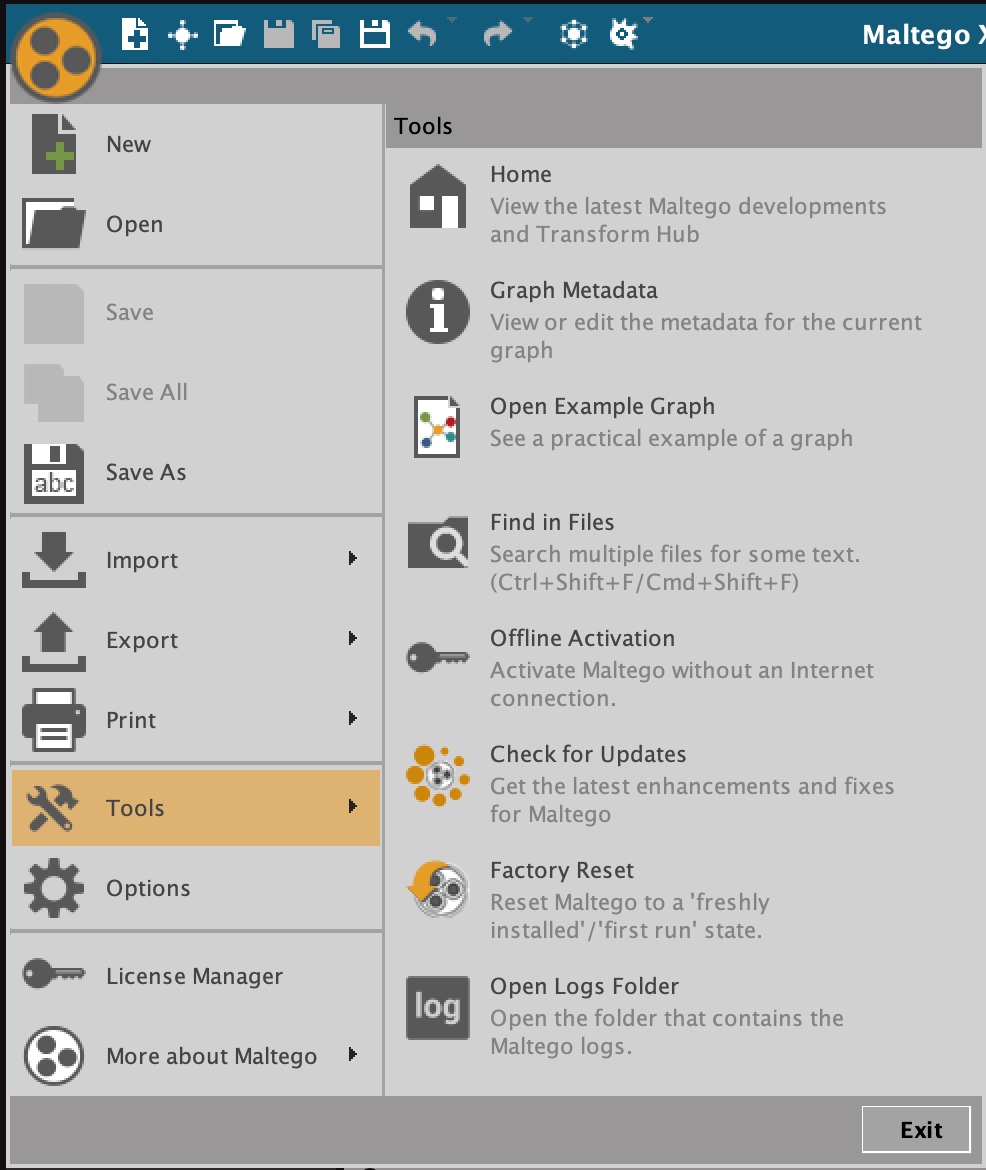 Maltego X
New
Open
Save
Save All
abc
Save As
Import
Export
Print
Tools
Options
License Manager
More about Maltego
Tools
Home
View the latest Maltego developments
and Transform Hub
Graph Metadata
View or edit the metadata for the current
graph
Open Example Graph
See a practical example of a graph
Find in Files
Search multiple files for some text.
(Ctrl+Shift+F/Cmd+Shift+F)
Offline Activation
Activate Maltego without an Internet
connection.
Check for Updates
Get the latest enhancements and fixes
for Maltego
Factory Reset
Reset Maltego to a 'freshly
installed'/'first run' state.
log
Open Logs Folder
Open the folder that contains the
Maltego logs.
Exit